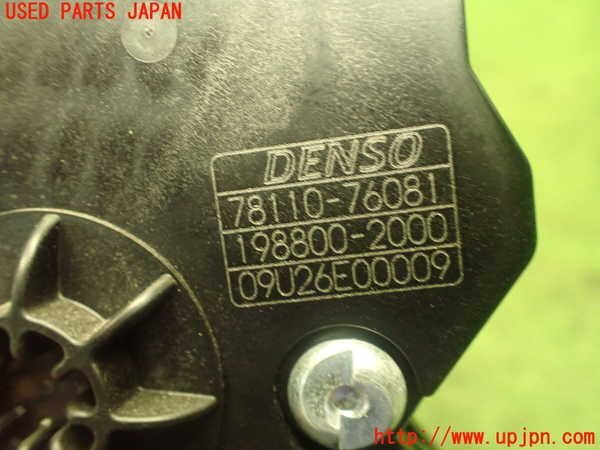 USED PARTS JAPAN
DENSO
78110-76081
198800-2000
09U26E00009
http://www.upjpn.com/